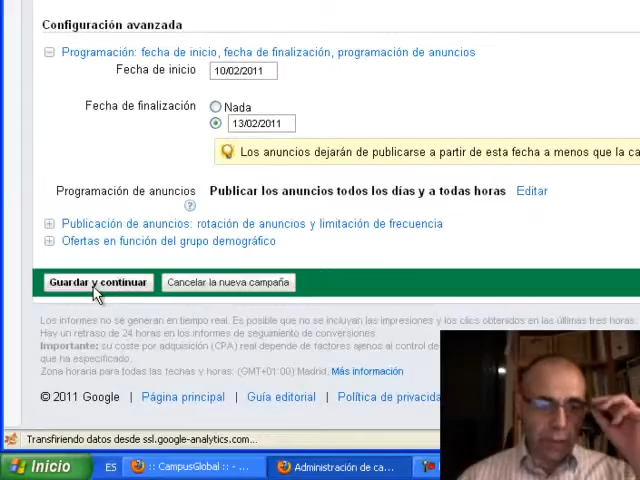 Configuración avanzada
Programación: fecha de inicio, fecha de finalización, programación de anuncios
Fecha de inicio 10/02/2011
Fecha de finalización Nada
13/02/2011
Los anuncios dejarán de publicarse a partir de esta fecha a menos que la ca
Programación de anuncios Publicar los anuncios todos los días y a todas horas Editar
?
Publicación de anuncios: rotación de anuncios y limitación de frecuencia
Ofertas en función del grupo demográfico
Guardar y continuar Cancelar la nueva campaña
Los informes no se generan en tiempo real. Es posible que no se incluyan las impresiones y los clics obtenidos en las últimas tres horas.
Hay un retraso de 24 horas en los informes de seguimiento de conversiones.
Importante: su coste por adquisición (CPA) real depende de factores ajenos al control de
que ha especificado.
Zona horaria para todas las fechas y horas: (GMT+01:00) Madrid. Más información
© 2011 Google | Página principal | Guía editorial | Política de privacida
Transfiriendo datos desde ssl.google-analytics.com...
Inicio ES :: CampusGlobal :: - ... Administración de ca...